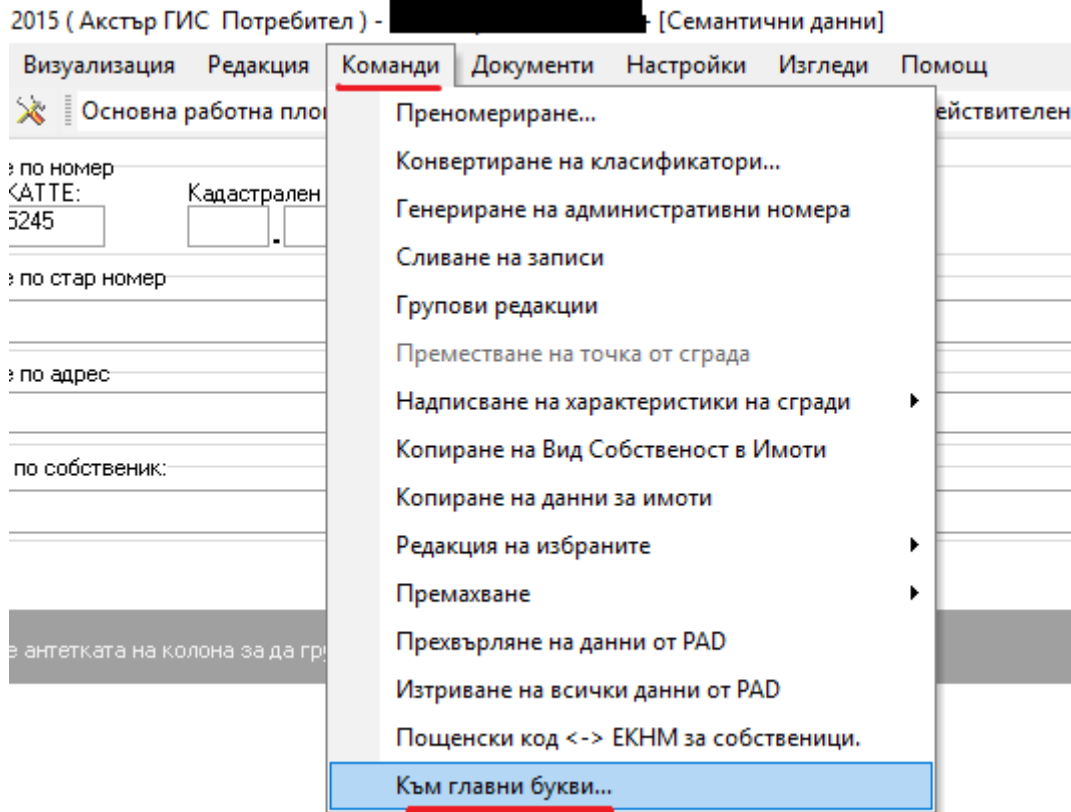 2015 ( Акстър ГИС Потребител ) - - [Семантични данни]
Визуализация Редакция Команди Документи Настройки Изгледи Помощ
Основна работна пло ействителен
Преномериране...
е по номер
КАТТЕ: Кадастрален
Конвертиране на класификатори...
5245 .
Генериране на административни номера
Сливане на записи
е по стар номер
Групови редакции
Преместване на точка от сграда
е по адрес
Надписване на характеристики на сгради
Копиране на Вид Собственост в Имоти
по собственик:
Копиране на данни за имоти
Редакция на избраните
Премахване
Прехвърляне на данни от PAD
е антетката на колона за да гру
Изтриване на всички данни от PAD
Пощенски код <-> ЕКНМ за собственици.
Към главни букви...